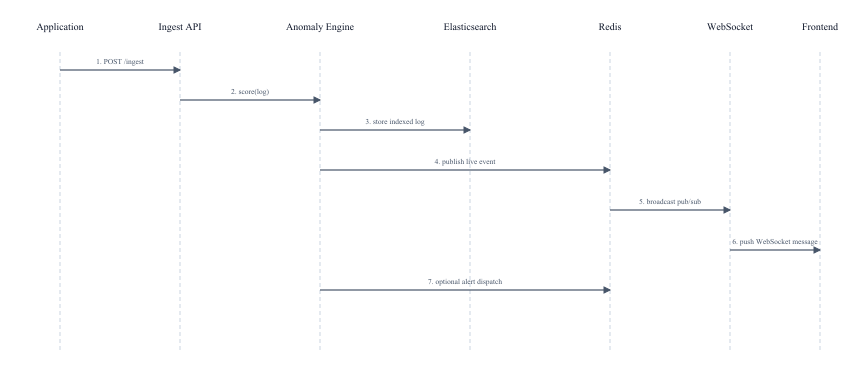 Application
Ingest API
Anomaly Engine
Elasticsearch
Redis
WebSocket
Frontend
1. POST /ingest
2. score(log)
3. store indexed log
4. publish live event
5. broadcast pub/sub
6. push WebSocket message
7. optional alert dispatch